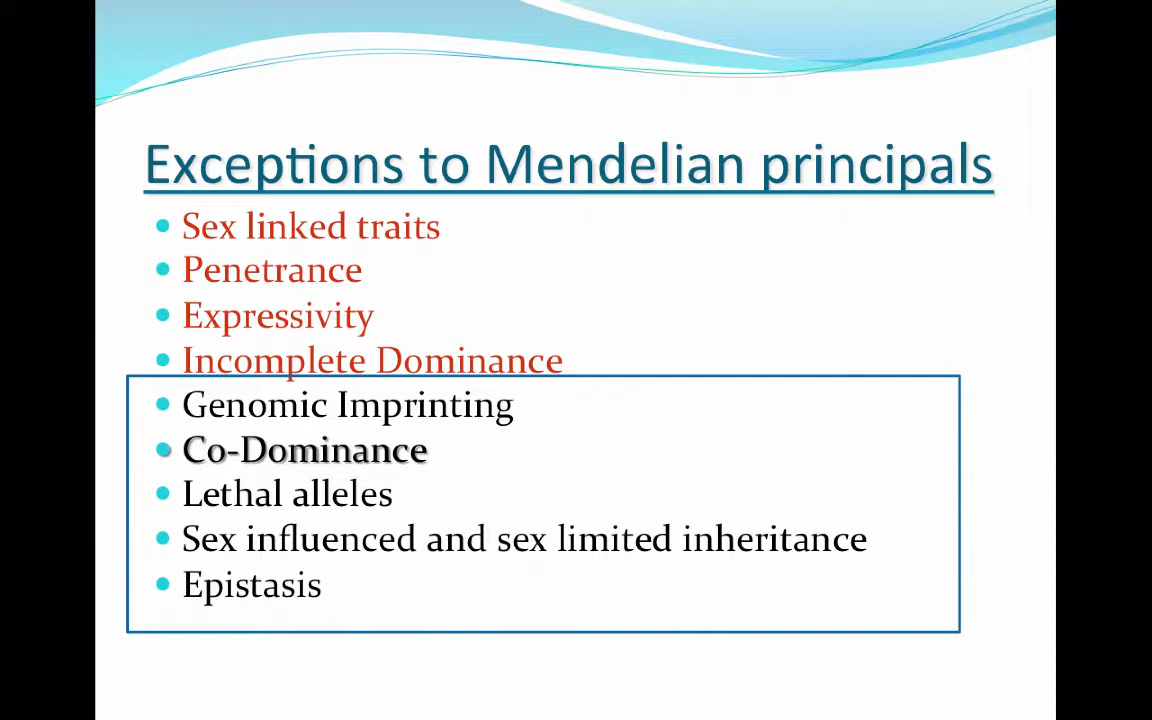 Exceptions to Mendelian principals
• Sex linked traits
• Penetrance
• Expressivity
• Incomplete Dominance
• Genomic Imprinting
• Co-Dominance
• Lethal alleles
• Sex influenced and sex limited inheritance
• Epistasis